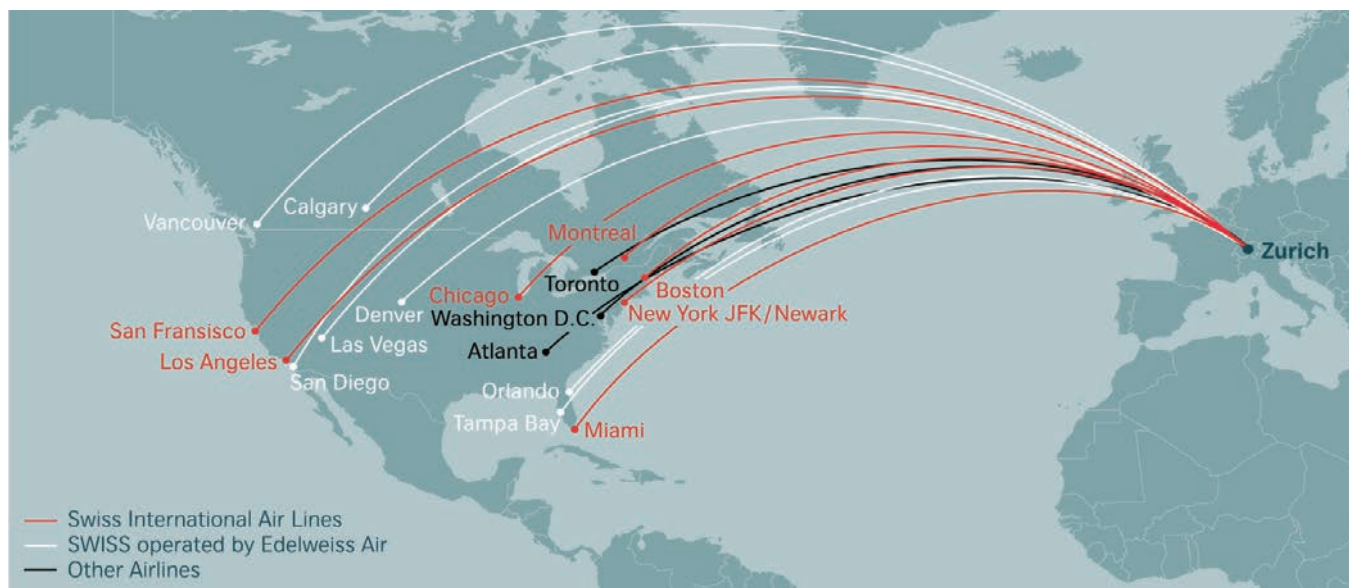 Vancouver
Calgary
Montreal
Zurich
Toronto
Boston
Chicago
New York JFK/Newark
Denver
Washington D.C.
San Fransisco
Las Vegas
Atlanta
Los Angeles
San Diego
Orlando
Tampa Bay
Miami
Swiss International Air Lines
SWISS operated by Edelweiss Air
Other Airlines